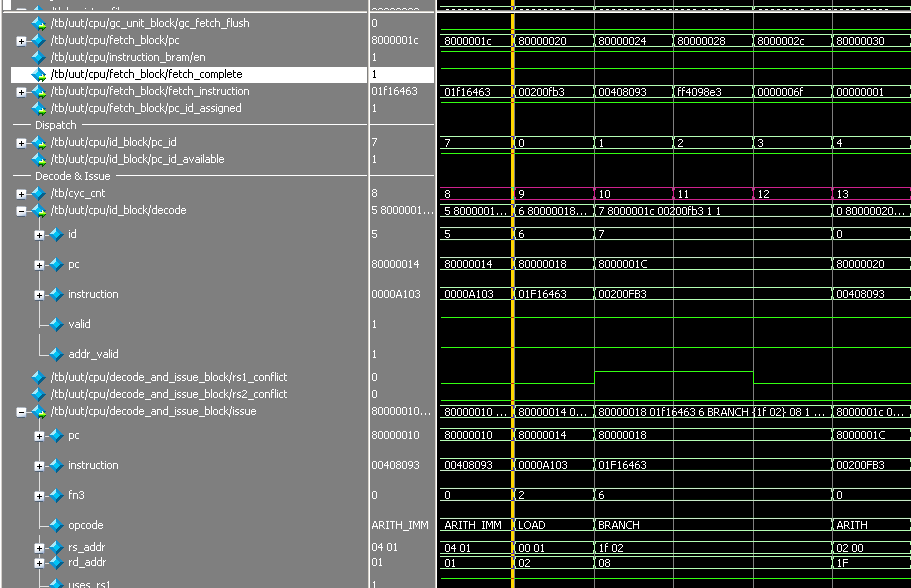 /tb/uut/cpu/gc_unit_block/gc_fetch_flush 0
/tb/uut/cpu/fetch_block/pc 8000001c 8000001c 80000020 80000024 80000028 8000002c 80000030
/tb/uut/cpu/instruction_bram/en 1
/tb/uut/cpu/fetch_block/fetch_complete 1
/tb/uut/cpu/fetch_block/fetch_instruction 01f16463 01f16463 00200fb3 00408093 ff4098e3 0000006f 00000001
/tb/uut/cpu/fetch_block/pc_id_assigned 1
Dispatch
/tb/uut/cpu/id_block/pc_id 7 7 0 1 2 3 4
/tb/uut/cpu/id_block/pc_id_available 1
Decode & Issue
/tb/cyc_cnt 8 8 9 10 11 12 13
/tb/uut/cpu/id_block/decode 5 8000001... 5 8000001... 6 80000018... 7 8000001c 00200fb3 1 1 0 80000020...
id 5 5 6 7 0
pc 80000014 80000014 80000018 8000001C 80000020
instruction 0000A103 0000A103 01F16463 00200FB3 00408093
valid 1
addr_valid 1
/tb/uut/cpu/decode_and_issue_block/rs1_conflict 0
/tb/uut/cpu/decode_and_issue_block/rs2_conflict 0
/tb/uut/cpu/decode_and_issue_block/issue 80000010... 80000010 ... 80000014 0... 80000018 01f16463 6 BRANCH {1f 02} 08 1 ... 8000001c 0...
pc 80000010 80000010 80000014 80000018 8000001C
instruction 00408093 00408093 0000A103 01F16463 00200FB3
fn3 0 0 2 6 0
opcode ARITH_IMM ARITH_IMM LOAD BRANCH ARITH
rs_addr 04 01 04 01 00 01 1f 02 02 00
rd_addr 01 01 02 08 1F
uses_rs1 1